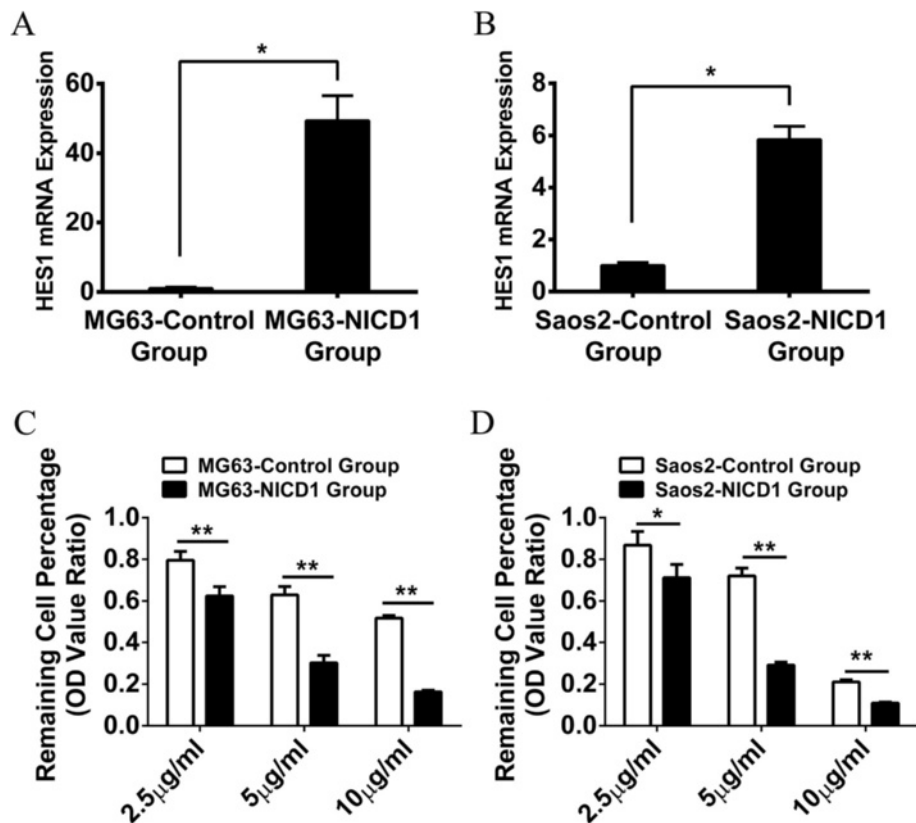 A
HES1 mRNA Expression
60
40
20
0
*
MG63-Control
Group
MG63-NICD1
Group
B
HES1 mRNA Expression
8
6
4
2
0
*
Saos2-Control
Group
Saos2-NICD1
Group
C
MG63-Control Group
MG63-NICD1 Group
Remaining Cell Percentage
(OD Value Ratio)
1.0
0.8
0.6
0.4
0.2
0.0
**
**
**
2.5μg/ml
5μg/ml
10μg/ml
D
Saos2-Control Group
Saos2-NICD1 Group
Remaining Cell Percentage
(OD Value Ratio)
1.0
0.8
0.6
0.4
0.2
0.0
*
**
**
2.5μg/ml
5μg/ml
10μg/ml